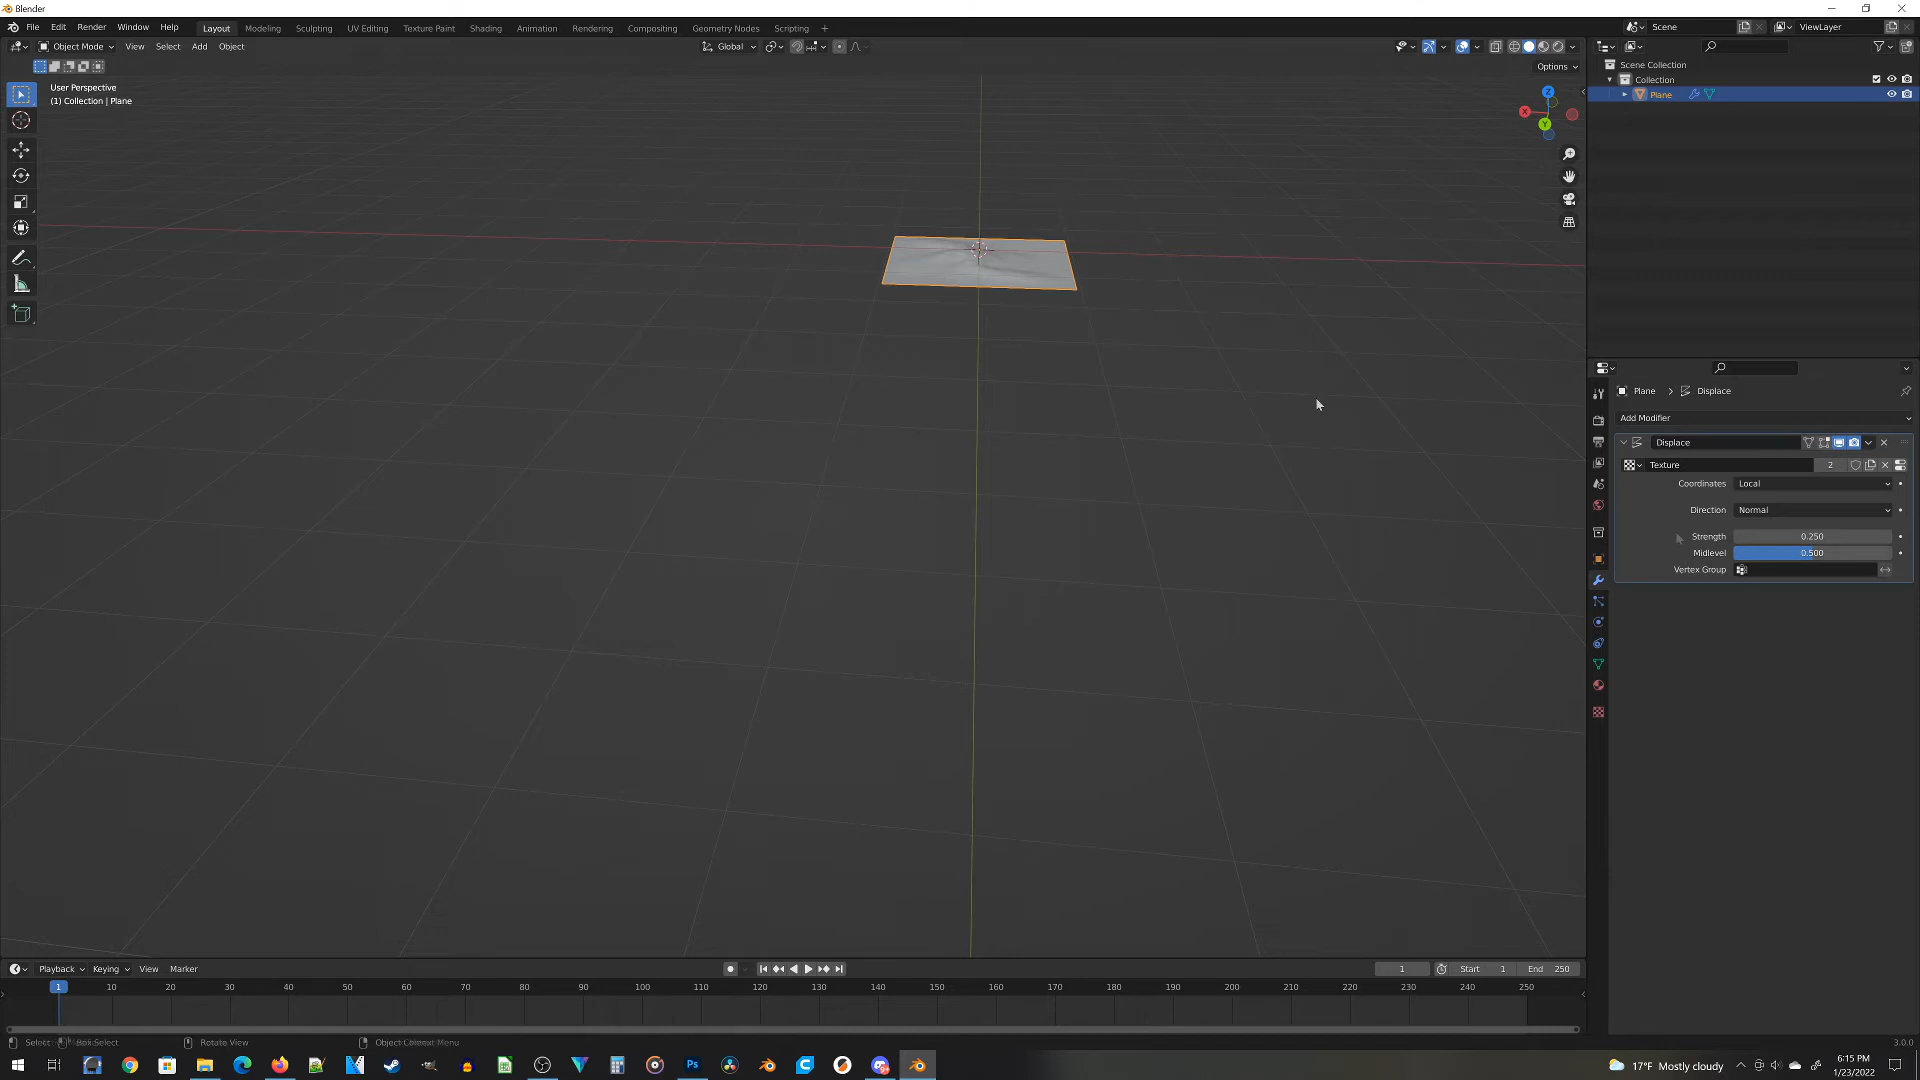 Blender
File Edit Render Window Help Layout Modeling Sculpting UV Editing Texture Paint Shading Animation Rendering Compositing Geometry Nodes Scripting + Scene ViewLayer
Object Mode View Select Add Object Global
Options
User Perspective
(1) Collection | Plane
Scene Collection
Collection
Plane
Z
X
Y
Plane > Displace
Add Modifier
Displace
Texture 2
Coordinates Local
Direction Normal
Strength 0.250
Midlevel 0.500
Vertex Group
Playback Keying View Marker 1 Start 1 End 250
1 10 20 30 40 50 60 70 80 90 100 110 120 130 140 150 160 170 180 190 200 210 220 230 240 250
Select Box Select Rotate View Object Context Menu 3.0.0
17°F Mostly cloudy 6:15 PM
1/23/2022